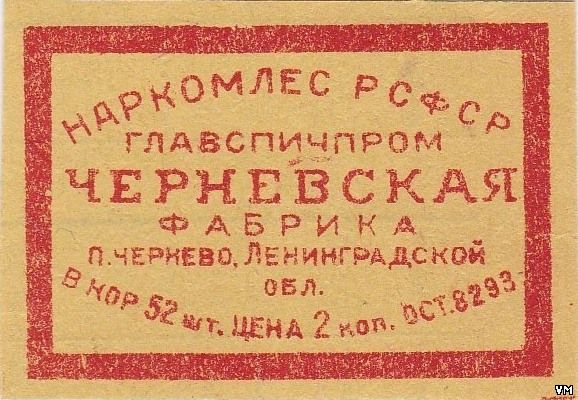 НАРКОМЛЕС РСФСР
ГЛАВСПИЧПРОМ
ЧЕРНЕВСКАЯ
ФАБРИКА
П. ЧЕРНЕВО, ЛЕНИНГРАДСКОЙ
ОБЛ.
В КОР 52 ШТ. ЦЕНА 2 КОП. ОСТ. 8293
VM